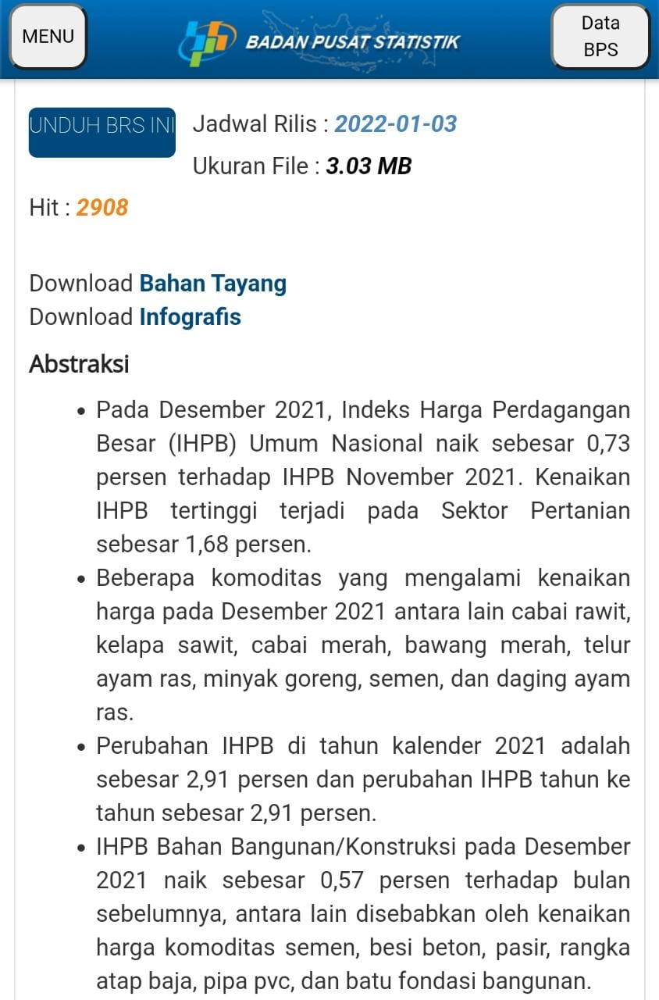 MENU
BADAN PUSAT STATISTIK
Data
BPS
UNDUH BRS INI
Jadwal Rilis : 2022-01-03
Ukuran File : 3.03 MB
Hit : 2908
Download Bahan Tayang
Download Infografis
Abstraksi
• Pada Desember 2021, Indeks Harga Perdagangan
Besar (IHPB) Umum Nasional naik sebesar 0,73
persen terhadap IHPB November 2021. Kenaikan
IHPB tertinggi terjadi pada Sektor Pertanian
sebesar 1,68 persen.
• Beberapa komoditas yang mengalami kenaikan
harga pada Desember 2021 antara lain cabai rawit,
kelapa sawit, cabai merah, bawang merah, telur
ayam ras, minyak goreng, semen, dan daging ayam
ras.
• Perubahan IHPB di tahun kalender 2021 adalah
sebesar 2,91 persen dan perubahan IHPB tahun ke
tahun sebesar 2,91 persen.
• IHPB Bahan Bangunan/Konstruksi pada Desember
2021 naik sebesar 0,57 persen terhadap bulan
sebelumnya, antara lain disebabkan oleh kenaikan
harga komoditas semen, besi beton, pasir, rangka
atap baja, pipa pvc, dan batu fondasi bangunan.